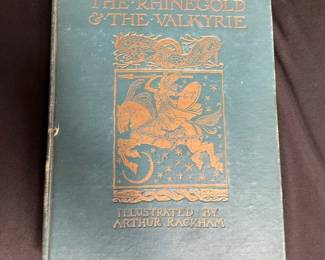 THE·RHINEGOLD
& THE·VALKYRIE
ILLUSTRATED BY
ARTHUR RACKHAM